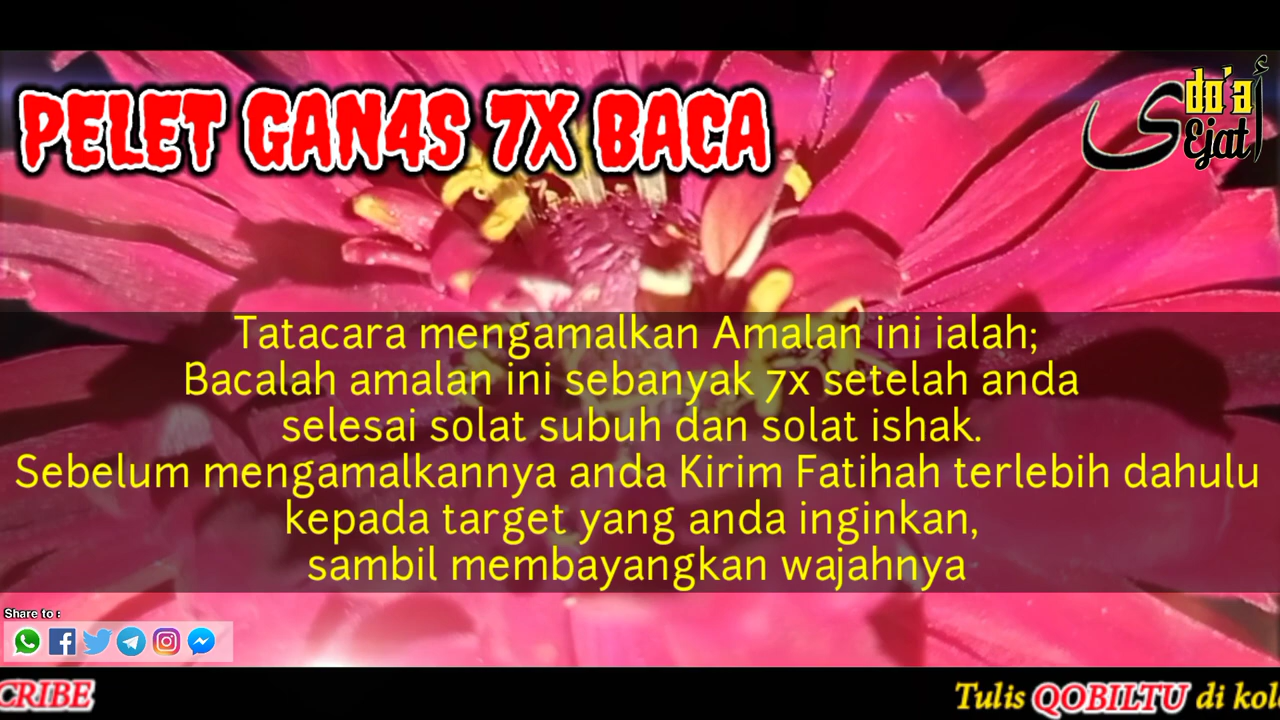 PELET GAN4S 7X BACA
أ
do'a
Ejati
ى
Tatacara mengamalkan Amalan ini ialah;
Bacalah amalan ini sebanyak 7x setelah anda
selesai solat subuh dan solat ishak.
Sebelum mengamalkannya anda Kirim Fatihah terlebih dahulu
kepada target yang anda inginkan,
sambil membayangkan wajahnya
Share to :
CRIBE
Tulis QOBILTU di kol